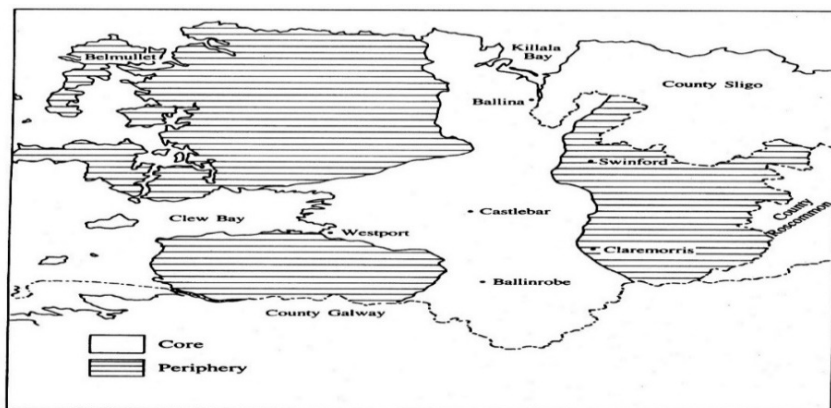 Belmullet
Killala
Bay
County Sligo
Ballina
Swinford
Clew Bay
Castlebar
Westport
County
Roscommon
Claremorris
Ballinrobe
County Galway
Core
Periphery